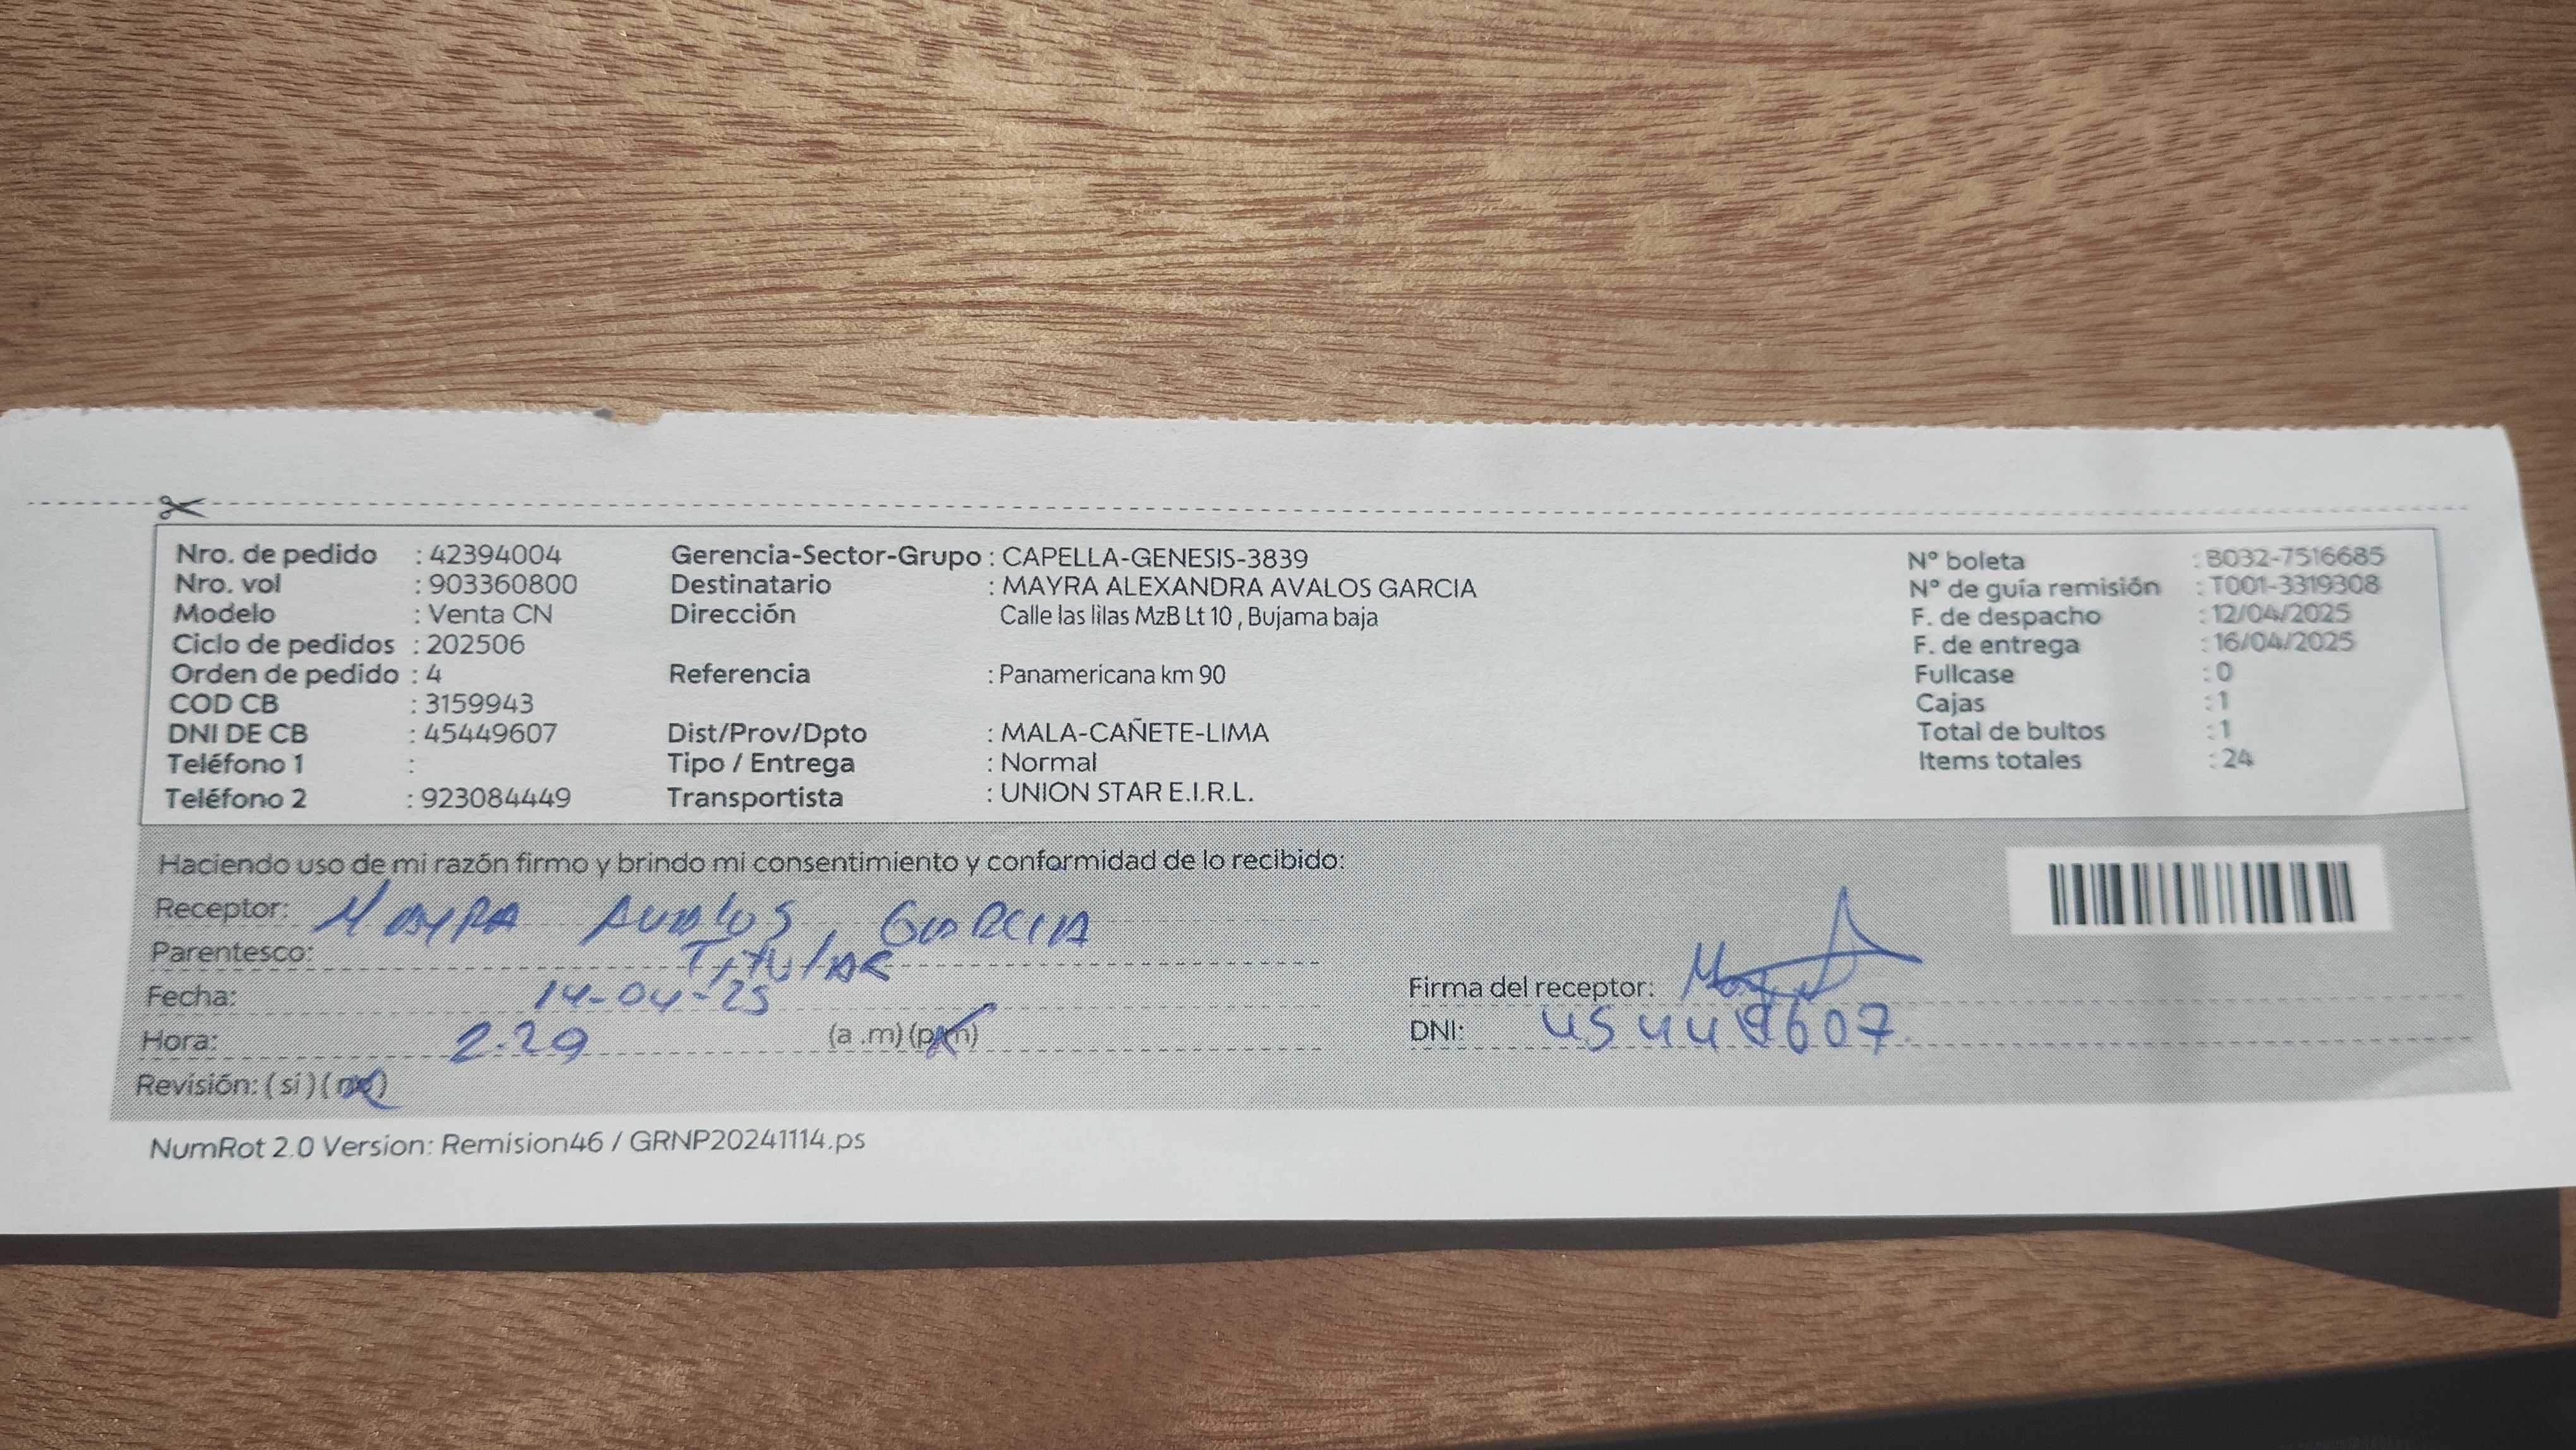 Nro. de pedido : 42394004
Nro. vol : 903360800
Modelo : Venta CN
Ciclo de pedidos : 202506
Orden de pedido : 4
COD CB : 3159943
DNI DE CB : 45449607
Teléfono 1 :
Teléfono 2 : 923084449
Gerencia-Sector-Grupo : CAPELLA-GENESIS-3839
Destinatario : MAYRA ALEXANDRA AVALOS GARCIA
Dirección Calle las lilas MzB Lt 10 , Bujama baja
Referencia : Panamericana km 90
Dist/Prov/Dpto : MALA-CAÑETE-LIMA
Tipo / Entrega : Normal
Transportista : UNION STAR E.I.R.L.
N° boleta : B032-7516685
N° de guía remisión : T001-3319308
F. de despacho : 12/04/2025
F. de entrega : 16/04/2025
Fullcase : 0
Cajas : 1
Total de bultos : 1
Items totales : 24
Haciendo uso de mi razón firmo y brindo mi consentimiento y conformidad de lo recibido:
Receptor: MAYRA AVALOS GARCIA
Parentesco: Titular
Fecha: 14-04-25
Hora: 2:29 (a .m) (p.m)
Revisión: ( si ) ( no )
Firma del receptor:
DNI: 45449607
NumRot 2.0 Version: Remision46 / GRNP20241114.ps